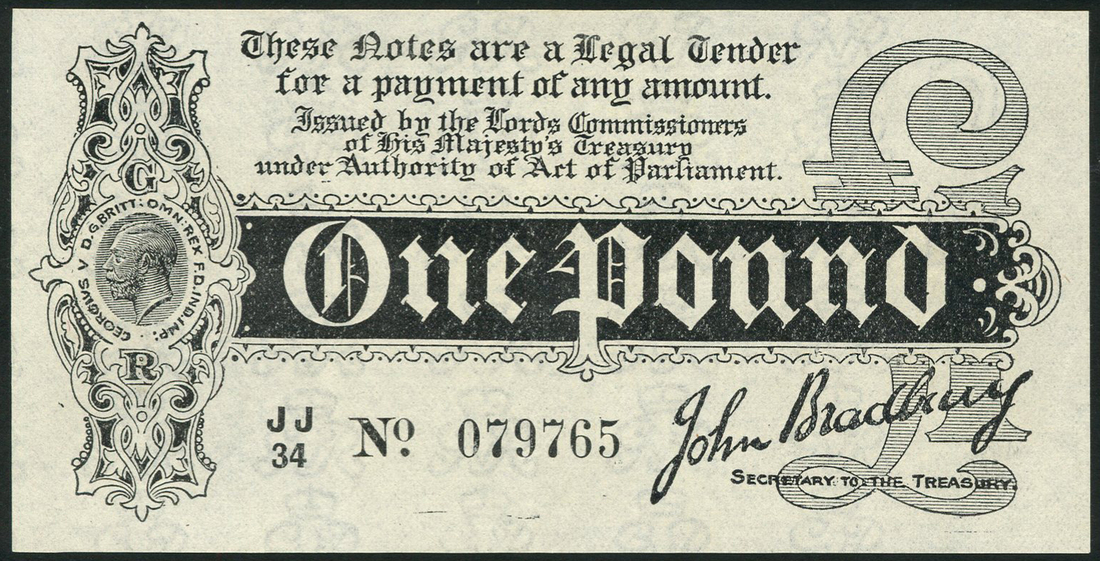 These Notes are a Legal Tender
for a payment of any amount.
Issued by the Lords Commissioners
of His Majesty's Treasury
under Authority of Act of Parliament.
£
G
GEORGIVS V D.G.BRITT: OMN: REX F.D. IND: IMP:
R
One Pound
£1
JJ
34
No. 079765
John Bradbury
SECRETARY TO THE TREASURY.